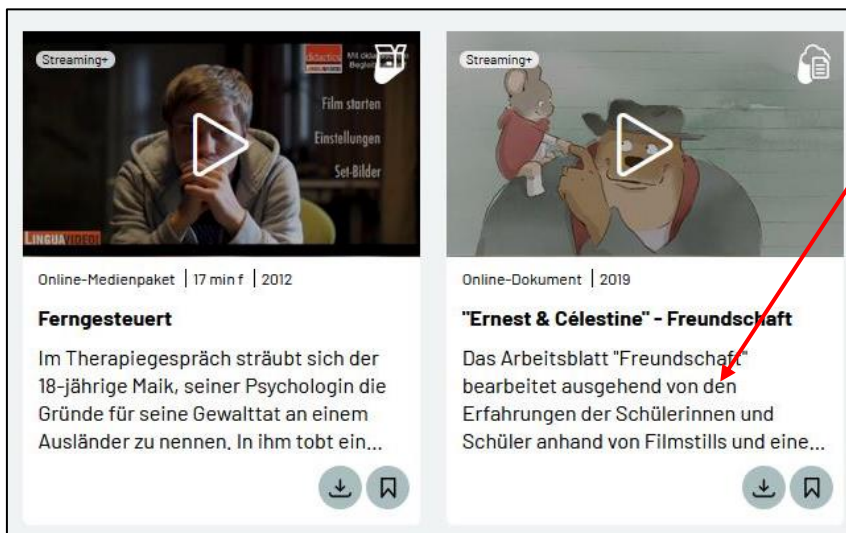 Streaming+
Film starten
Einstellungen
Set-Bilder
LINGUAVIDEO
Online-Medienpaket | 17 min f | 2012
Ferngesteuert
Im Therapiegespräch sträubt sich der
18-jährige Maik, seiner Psychologin die
Gründe für seine Gewalttat an einem
Ausländer zu nennen. In ihm tobt ein...
Streaming+
Online-Dokument | 2019
"Ernest & Célestine" - Freundschaft
Das Arbeitsblatt "Freundschaft"
bearbeitet ausgehend von den
Erfahrungen der Schülerinnen und
Schüler anhand von Filmstills und eine...